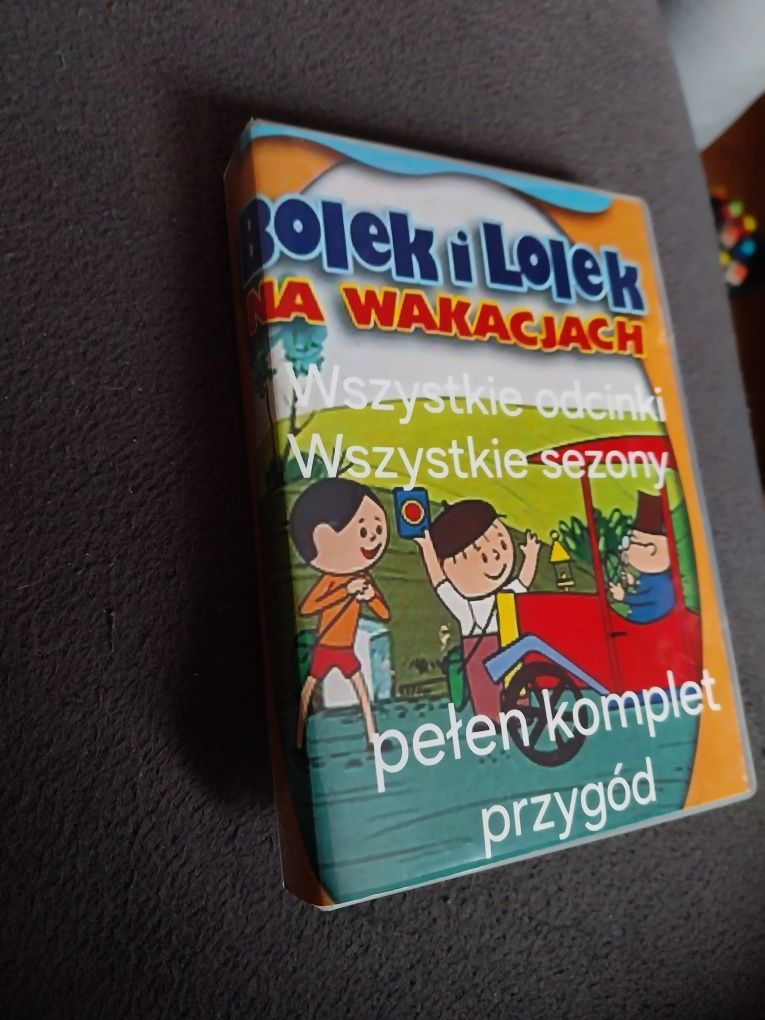 Bolek i Lolek
NA WAKACJACH
Wszystkie odcinki
Wszystkie sezony
pełen komplet
przygód